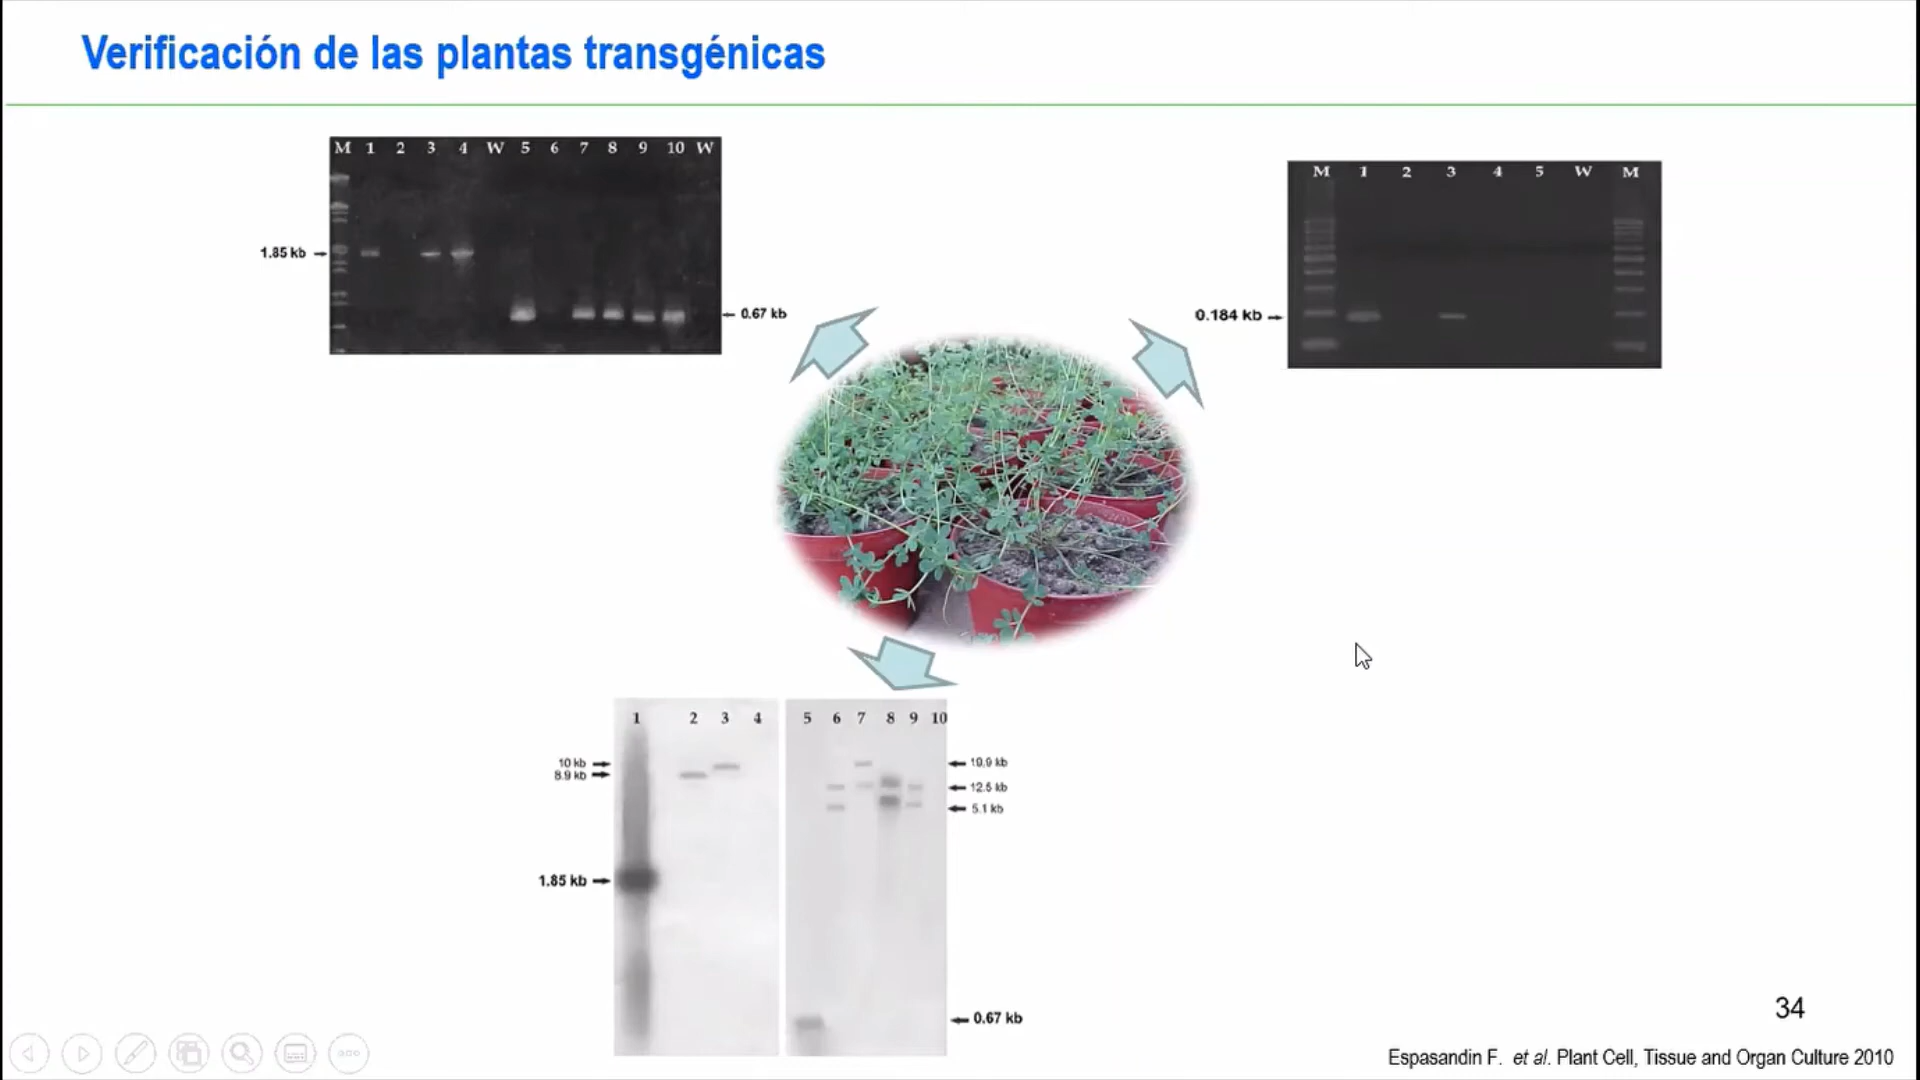 Verificación de las plantas transgénicas
M 1 2 3 4 W 5 6 7 8 9 10 W
1.85 kb
0.67 kb
M 1 2 3 4 5 W M
0.184 kb
1 2 3 4 5 6 7 8 9 10
10 kb
8.9 kb
19.9 kb
12.5 kb
5.1 kb
1.85 kb
0.67 kb
34
Espasandin F. et al. Plant Cell, Tissue and Organ Culture 2010